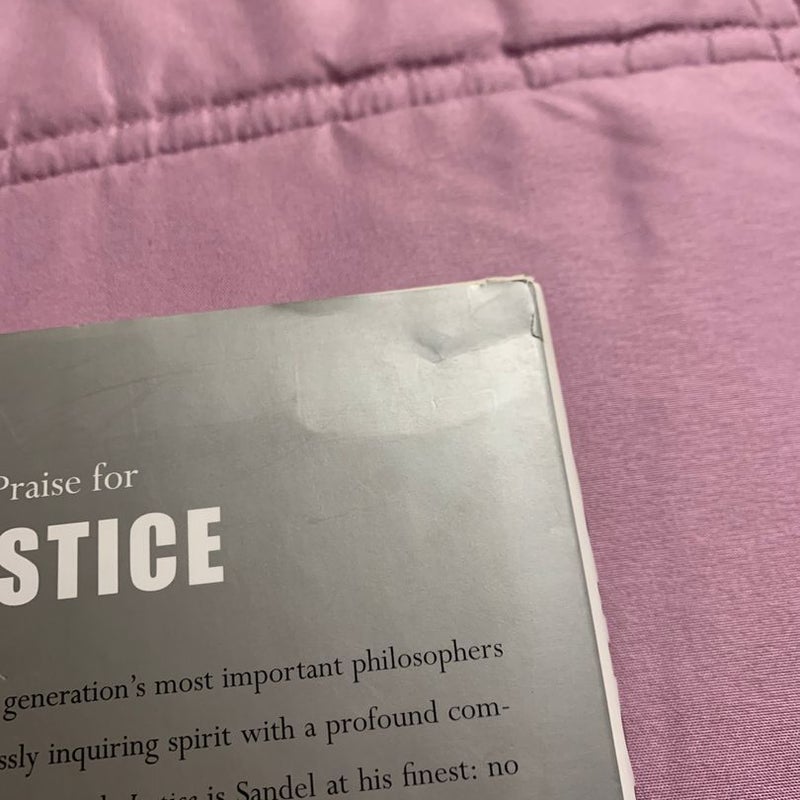 Praise for
STICE
generation's most important philosophers
ssly inquiring spirit with a profound com-
is Sandel at his finest: no